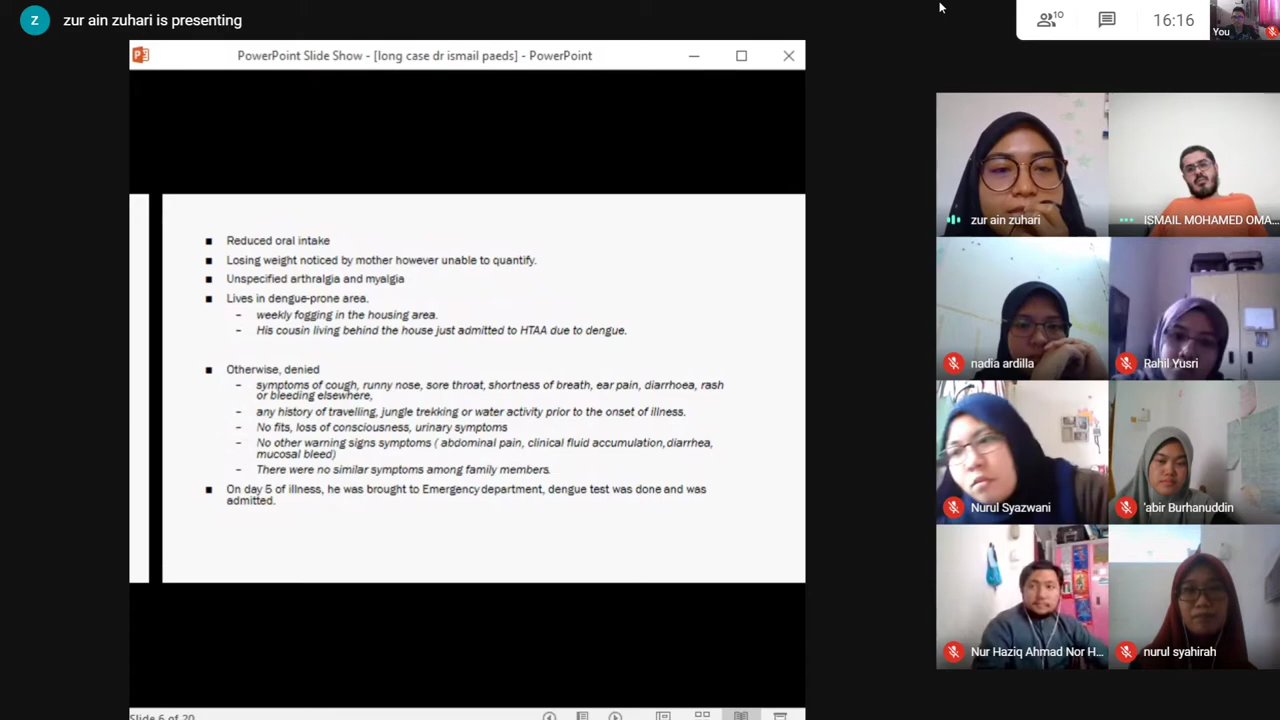 Z
zur ain zuhari is presenting
10
16:16
You
PowerPoint Slide Show - [long case dr ismail paeds] - PowerPoint
■ Reduced oral intake
■ Losing weight noticed by mother however unable to quantify.
■ Unspecified arthralgia and myalgia
■ Lives in dengue-prone area.
– weekly fogging in the housing area.
– His cousin living behind the house just admitted to HTAA due to dengue.
■ Otherwise, denied
– symptoms of cough, runny nose, sore throat, shortness of breath, ear pain, diarrhoea, rash
or bleeding elsewhere,
– any history of travelling, jungle trekking or water activity prior to the onset of illness.
– No fits, loss of consciousness, urinary symptoms
– No other warning signs symptoms ( abdominal pain, clinical fluid accumulation,diarrhea,
mucosal bleed)
– There were no similar symptoms among family members.
■ On day 5 of illness, he was brought to Emergency department, dengue test was done and was
admitted.
Slide 6 of 20
zur ain zuhari
ISMAIL MOHAMED OMA...
nadia ardilla
Rahil Yusri
Nurul Syazwani
'abir Burhanuddin
Nur Haziq Ahmad Nor H...
nurul syahirah